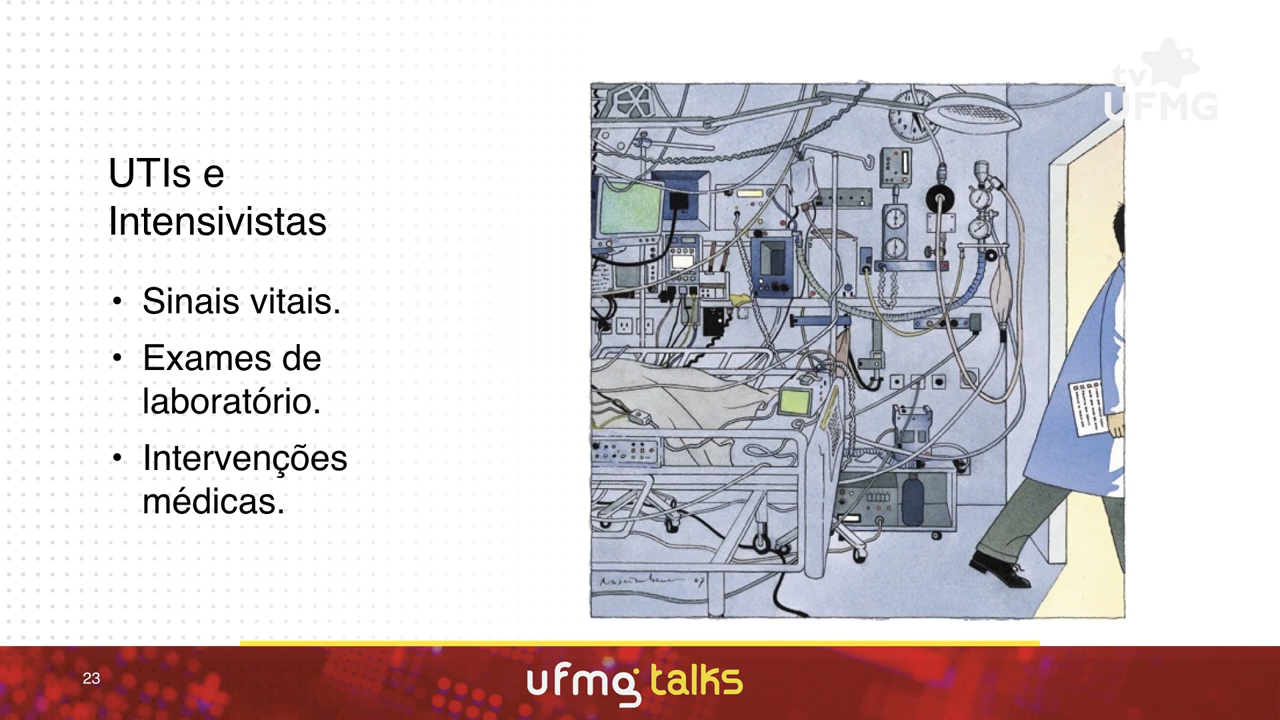 tv
UFMG
UTIs e
Intensivistas
• Sinais vitais.
• Exames de
laboratório.
• Intervenções
médicas.
23
ufmg talks